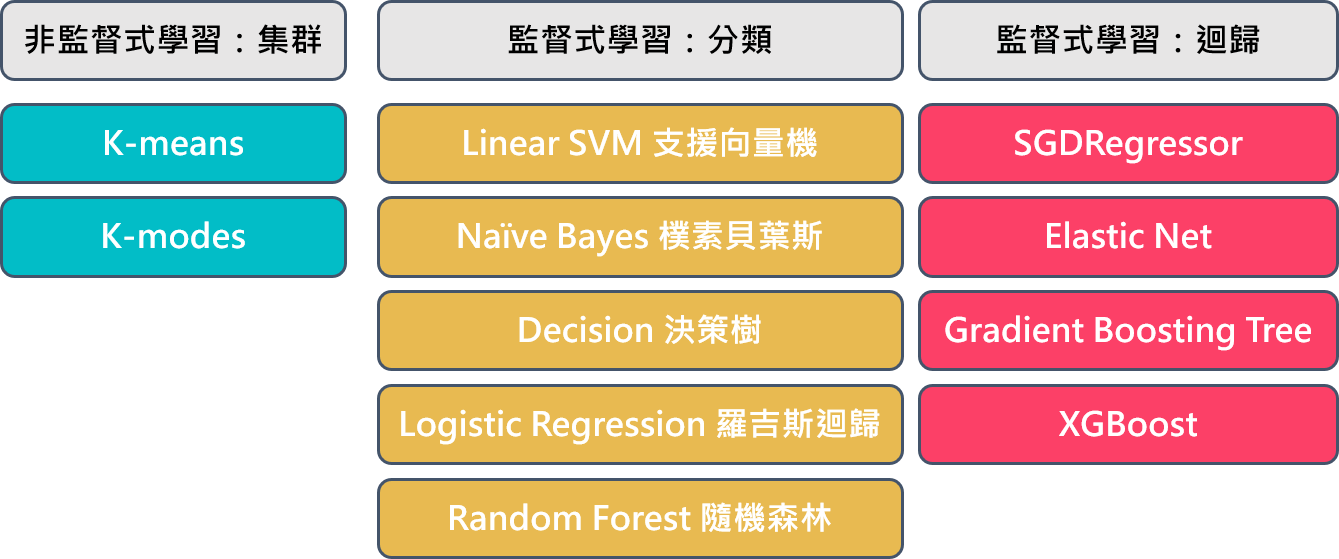 非監督式學習：集群
K-means
K-modes
監督式學習：分類
Linear SVM 支援向量機
Naïve Bayes 樸素貝葉斯
Decision 決策樹
Logistic Regression 羅吉斯迴歸
Random Forest 隨機森林
監督式學習：迴歸
SGDRegressor
Elastic Net
Gradient Boosting Tree
XGBoost